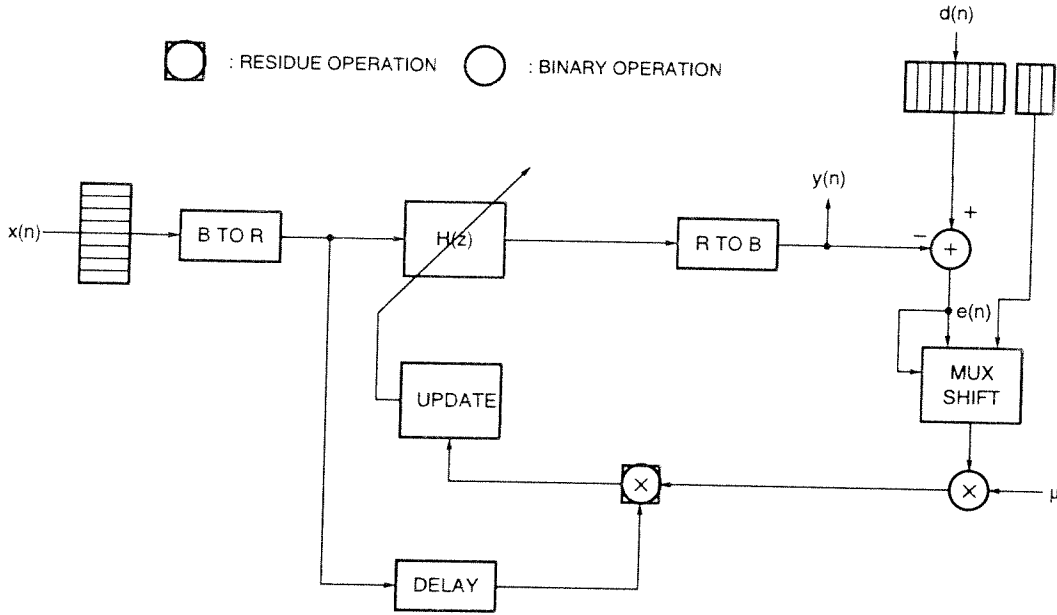 d(n)
: RESIDUE OPERATION
: BINARY OPERATION
y(n)
+
x(n)
B TO R
H(z)
R TO B
−
+
e(n)
UPDATE
MUX
SHIFT
×
×
μ
DELAY